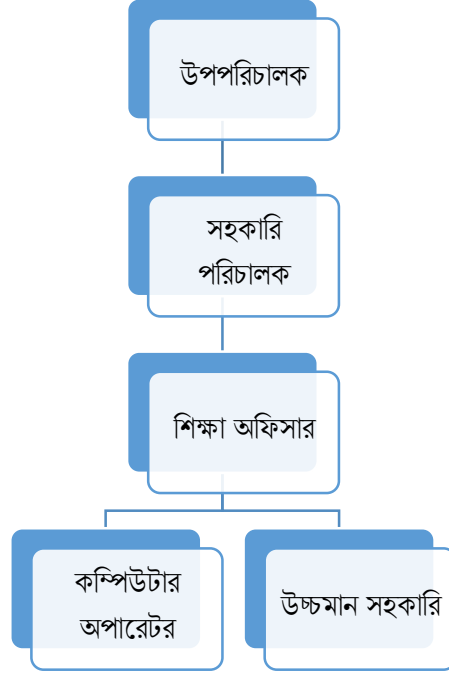 উপপরিচালক
সহকারি
পরিচালক
শিক্ষা অফিসার
কম্পিউটার
অপারেটর
উচ্চমান সহকারি